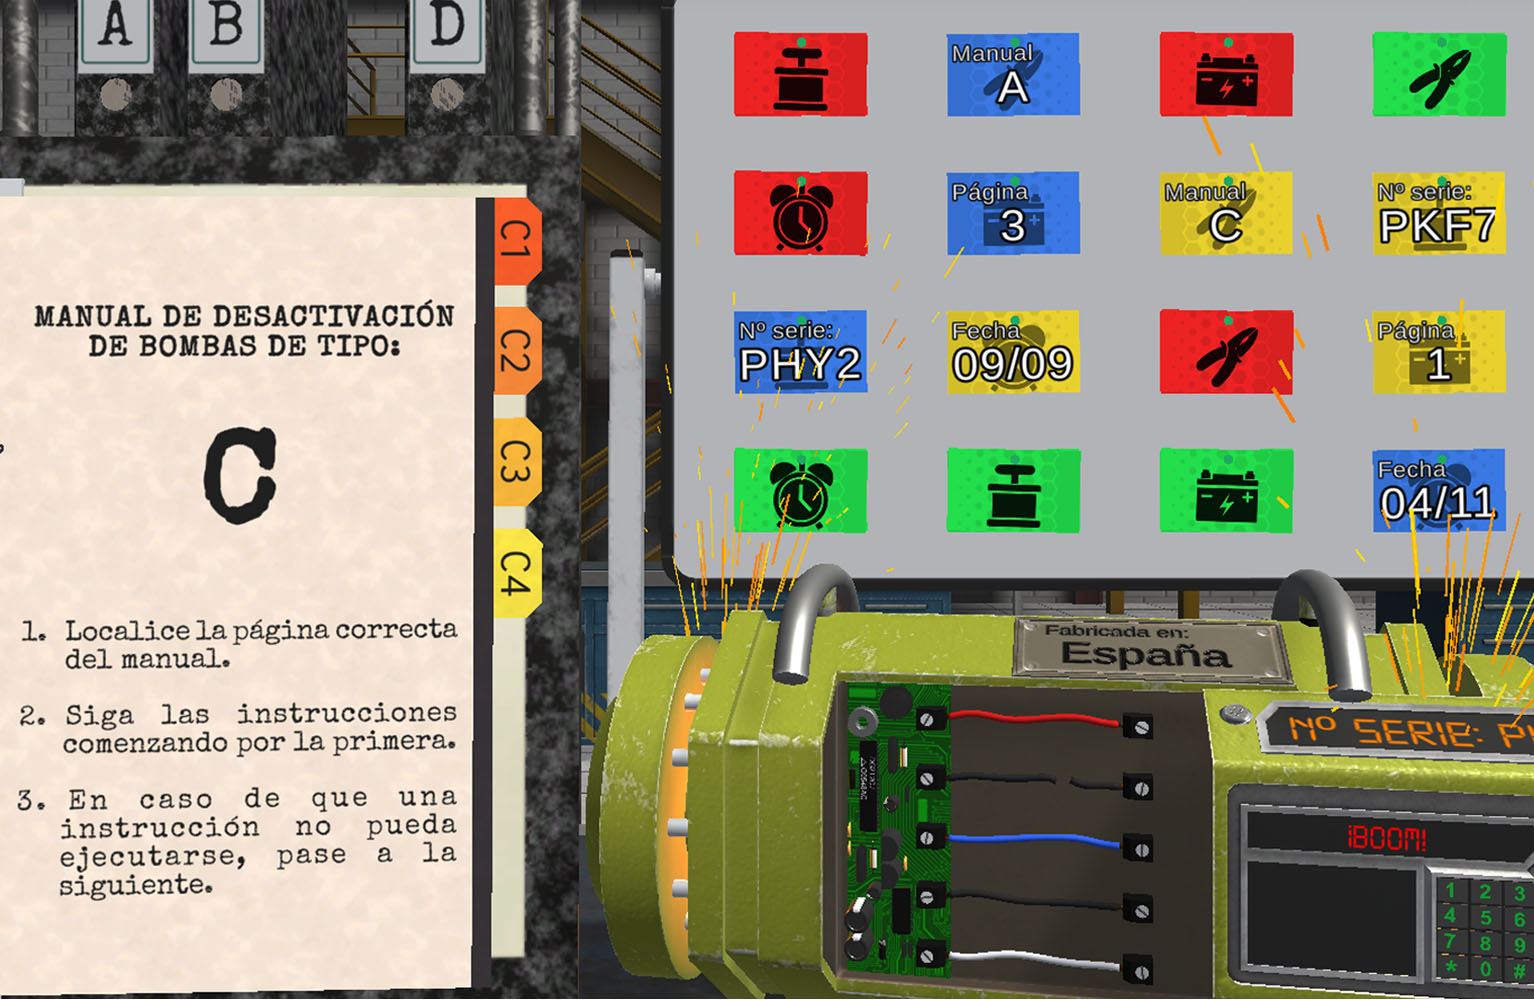 A
B
D
C1
C2
C3
C4
MANUAL DE DESACTIVACIÓN
DE BOMBAS DE TIPO:
C
1. Localice la página correcta
del manual.
2. Siga las instrucciones
comenzando por la primera.
3. En caso de que una
instrucción no pueda
ejecutarse, pase a la
siguiente.
Manual
A
Página
3
Manual
C
Nº serie:
PKF7
Nº serie:
PHY2
Fecha
09/09
Página
1
Fecha
04/11
Fabricada en:
España
Nº SERIE:
¡BOOM!
1 2 3
4 5 6
7 8 9
* 0 #